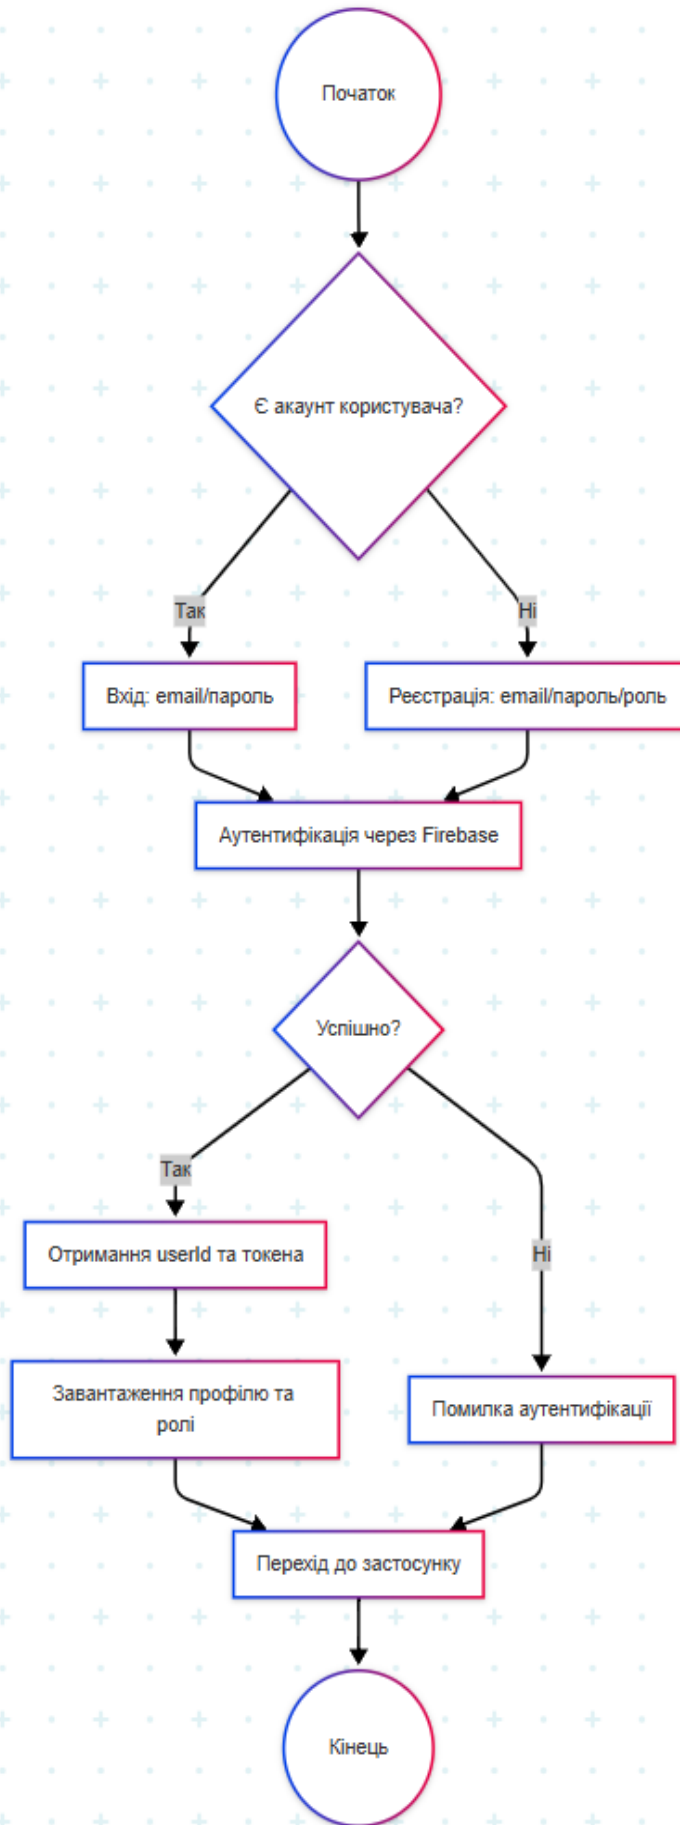 Початок
Є акаунт користувача?
Так
Ні
Вхід: email/пароль
Реєстрація: email/пароль/роль
Аутентифікація через Firebase
Успішно?
Так
Отримання userId та токена
Ні
Завантаження профілю та
ролі
Помилка аутентифікації
Перехід до застосунку
Кінець